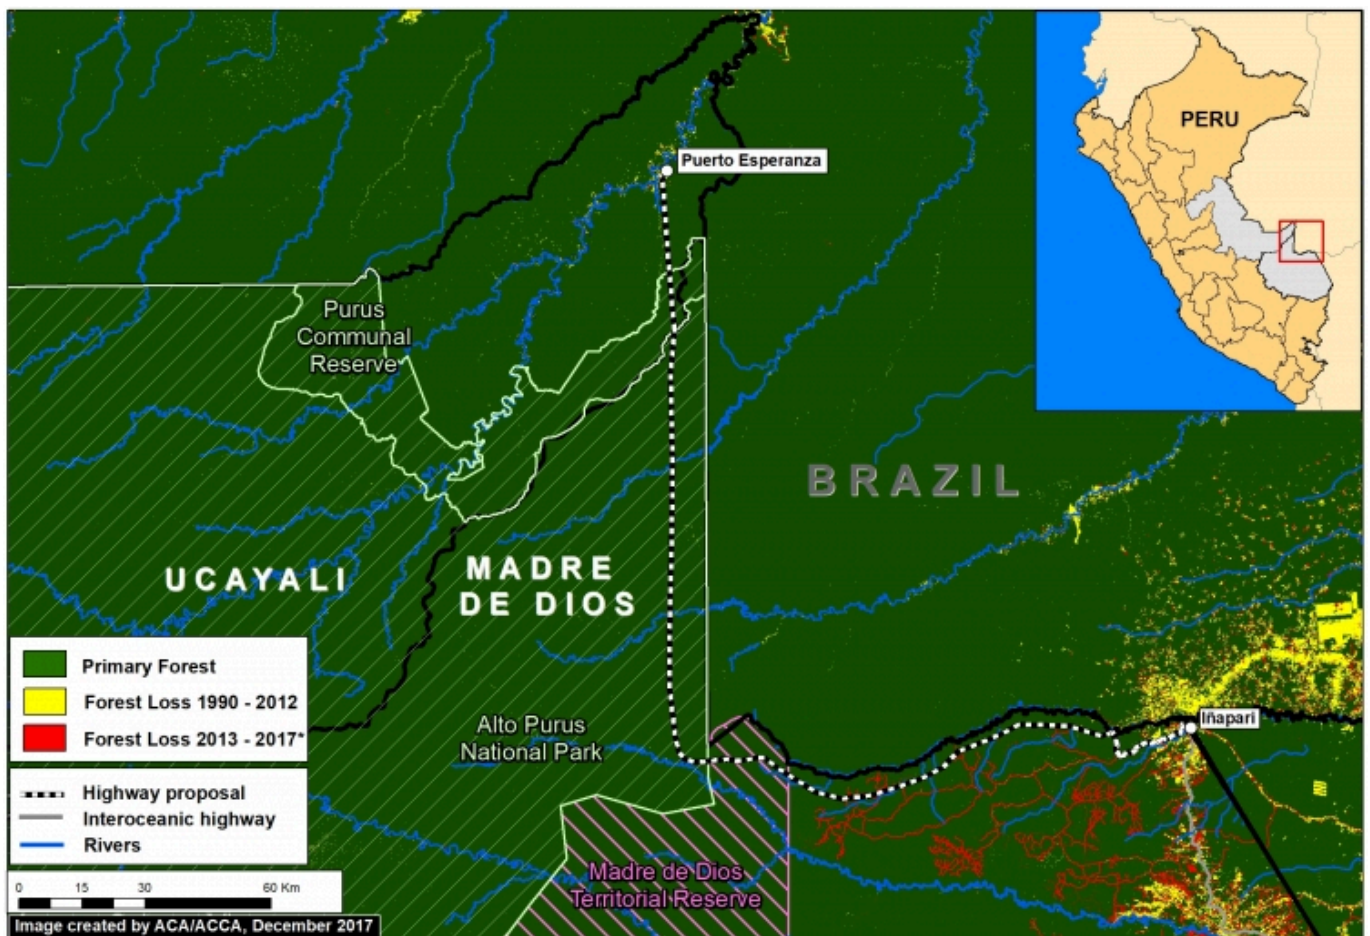 PERU
Puerto Esperanza
Purus
Communal
Reserve
BRAZIL
UCAYALI
MADRE
DE DIOS
Alto Purus
National Park
Iñapari
Madre de Dios
Territorial Reserve
Primary Forest
Forest Loss 1990 - 2012
Forest Loss 2013 - 2017*
Highway proposal
Interoceanic highway
Rivers
0 15 30 60 Km
Image created by ACA/ACCA, December 2017